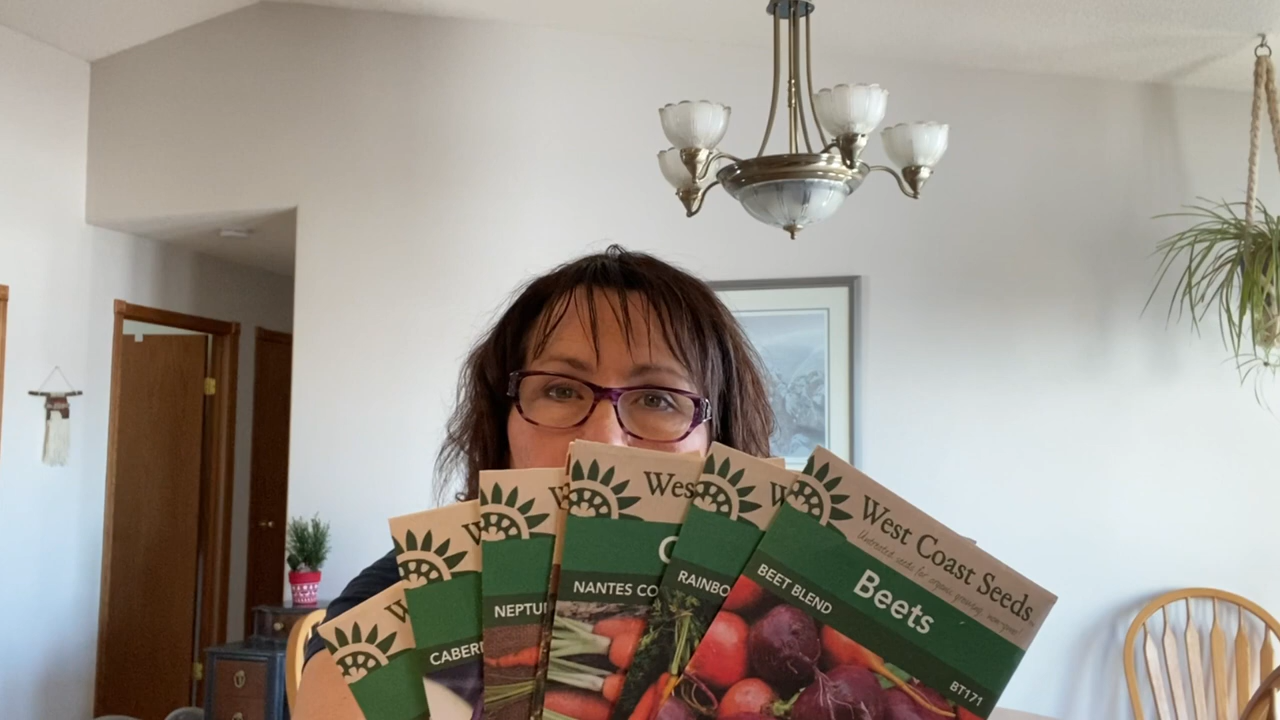 West Coast Seeds
Untreated seeds for organic growing, non-gmo!
Beets
BEET BLEND
BT171
Wes
RAINBO
Wes
C
NANTES CO
W
NEPTU
W
CABER
W